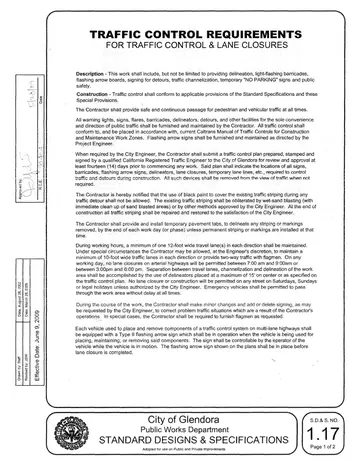 TRAFFIC CONTROL REQUIREMENTS
FOR TRAFFIC CONTROL & LANE CLOSURES
Description - This work shall include, but not be limited to providing delineation, light-flashing barricades,
flashing arrow boards, signing for detours, traffic channelization, temporary "NO PARKING" signs and public
safety.
Construction - Traffic control shall conform to applicable provisions of the Standard Specifications and these
Special Provisions.
The Contractor shall provide safe and continuous passage for pedestrian and vehicular traffic at all times.
All warning lights, signs, flares, barricades, delineators, detours, and other facilities for the sole convenience
and direction of public traffic shall be furnished and maintained by the Contractor. All traffic control shall
conform to, and be placed in accordance with, current Caltrans Manual of Traffic Controls for Construction
and Maintenance Work Zones. Flashing arrow signs shall be furnished and maintained as directed by the
Project Engineer.
When required by the City Engineer, the Contractor shall submit a traffic control plan prepared, stamped and
signed by a qualified California Registered Traffic Engineer to the City of Glendora for review and approval at
least fourteen (14) days prior to commencing any work. Said plan shall indicate the locations of all signs,
barricades, flashing arrow signs, delineators, lane closures, temporary lane lines, etc., required to control
traffic and detours during construction. All such devices shall be removed from the view of traffic when not
required.
The Contractor is hereby notified that the use of black paint to cover the existing traffic striping during any
traffic detour shall not be allowed. The existing traffic striping shall be obliterated by wet-sand blasting (with
immediate clean up of sand blasted areas) or by other methods approved by the City Engineer. At the end of
construction all traffic striping shall be repaired and restored to the satisfaction of the City Engineer.
The Contractor shall provide and install temporary pavement tabs, to delineate any striping or markings
removed, by the end of each work day (or phase) unless permanent striping or markings are installed at that
time.
During working hours, a minimum of one 12-foot wide travel lane(s) in each direction shall be maintained.
Under special circumstances the Contractor may be allowed, at the Engineer's discretion, to maintain a
minimum of 10-foot wide traffic lanes in each direction or provide two-way traffic with flagmen. On any
working day, no lane closures on arterial highways will be permitted between 7:00 am and 9:00am or
between 3:00pm and 6:00 pm. Separation between travel lanes, channelization and delineation of the work
area shall be accomplished by the use of delineators placed at a maximum of 15' on center or as specified on
the traffic control plan. No lane closure or construction will be permitted on any street on Saturdays, Sundays
or legal holidays unless authorized by the City Engineer. Emergency vehicles shall be permitted to pass
through the work area without delay at all times.
During the course of the work, the Contractor shall make minor changes and add or delete signing, as may
be requested by the City Engineer, to correct problem traffic situations which are a result of the Contractor's
operations. In special cases, the Contractor shall be required to furnish flagmen as requested.
Each vehicle used to place and remove components of a traffic control system on multi-lane highways shall
be equipped with a Type II flashing arrow sign which shall be in operation when the vehicle is being used for
placing, maintaining, or removing said components. The sign shall be controllable by the operator of the
vehicle while the vehicle is in motion. The flashing arrow sign shown on the plans shall be in place before
lane closure is completed.
Effective Date: June 9, 2009
City of Glendora
Public Works Department
STANDARD DESIGNS & SPECIFICATIONS
Adopted for use on Public and Private Improvements
S.D.& S. NO.
1.17
Page 1 of 2